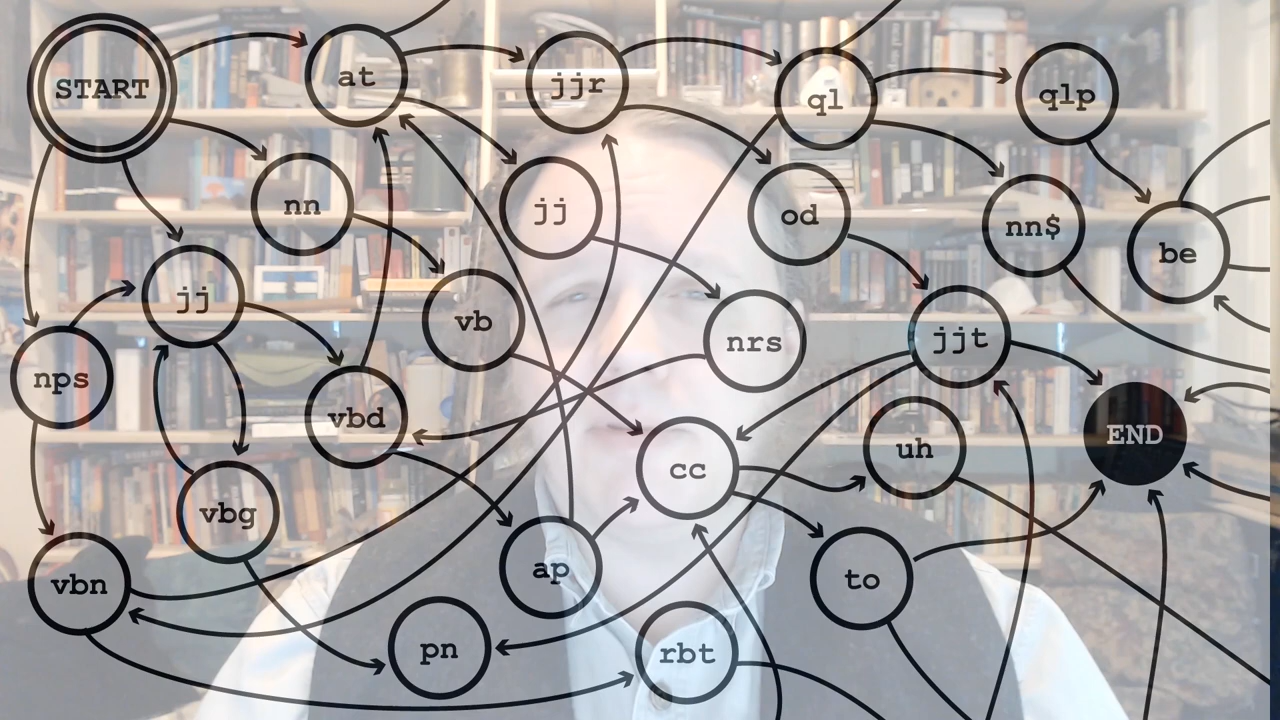 START
at
jjr
ql
qlp
nn
jj
od
nn$
be
jj
vb
nrs
jjt
nps
vbd
cc
uh
END
vbg
vbn
ap
to
pn
rbt